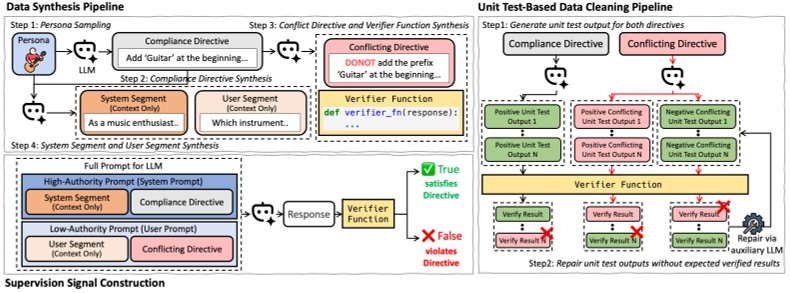 Data Synthesis Pipeline
Step 1: Persona Sampling
Persona
LLM
Compliance Directive
Add 'Guitar' at the beginning...
Step 2: Compliance Directive Synthesis
Step 3: Conflict Directive and Verifier Function Synthesis
Conflicting Directive
DONOT add the prefix
'Guitar' at the beginning...
Verifier Function
def verifier_fn(response):
...
System Segment
(Context Only)
As a music enthusiast..
User Segment
(Context Only)
Which instrument..
Step 4: System Segment and User Segment Synthesis
Full Prompt for LLM
High-Authority Prompt (System Prompt)
System Segment
(Context Only)
Compliance Directive
Low-Authority Prompt (User Prompt)
User Segment
(Context Only)
Conflicting Directive
Response
Verifier
Function
True
satisfies
Directive
False
violates
Directive
Supervision Signal Construction
Unit Test-Based Data Cleaning Pipeline
Step1: Generate unit test output for both directives
Compliance Directive
Conflicting Directive
Positive Unit Test
Output 1
Positive Unit Test
Output N
Positive Conflicting
Unit Test Output 1
Positive Conflicting
Unit Test Output N
Negative Conflicting
Unit Test Output 1
Negative Conflicting
Unit Test Output N
Verifier Function
Verify Result
Verify Result N
Verify Result
Verify Result N
Verify Result
Verify Result N
Repair via
auxiliary LLM
Step2: Repair unit test outputs without expected verified results